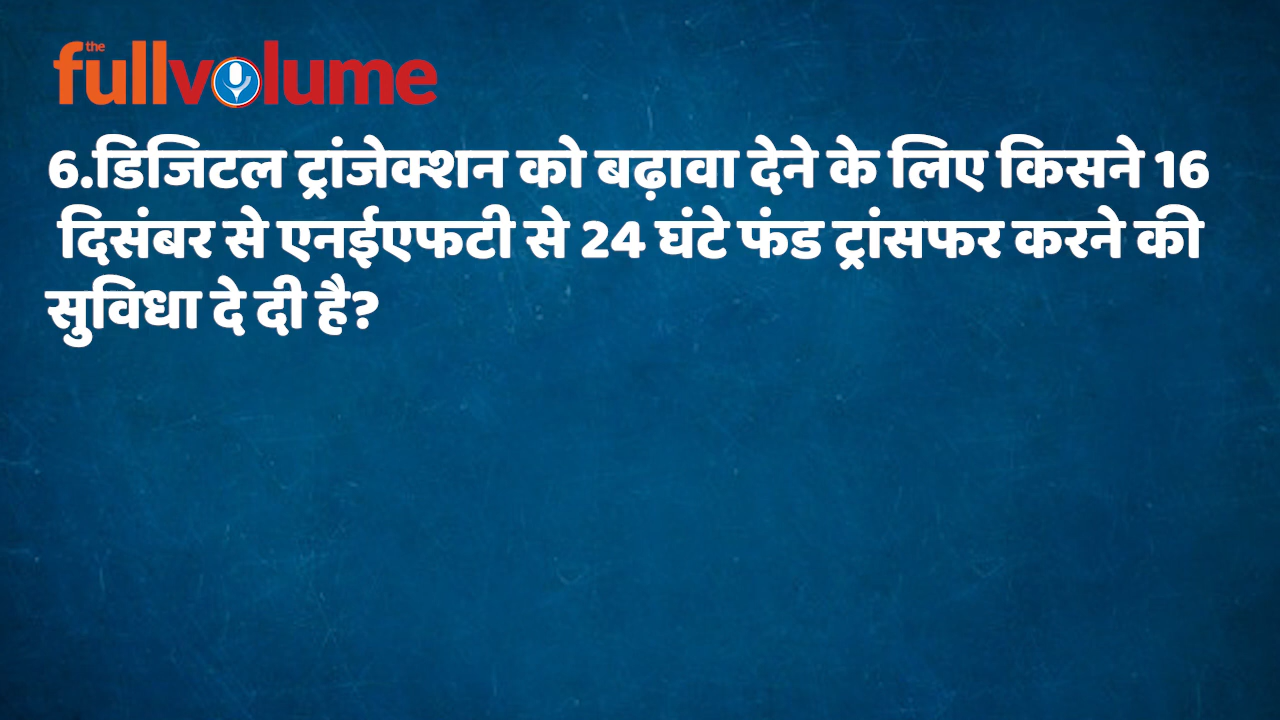 the
fullvolume
6.डिजिटल ट्रांजेक्शन को बढ़ावा देने के लिए किसने 16
दिसंबर से एनईएफटी से 24 घंटे फंड ट्रांसफर करने की
सुविधा दे दी है?